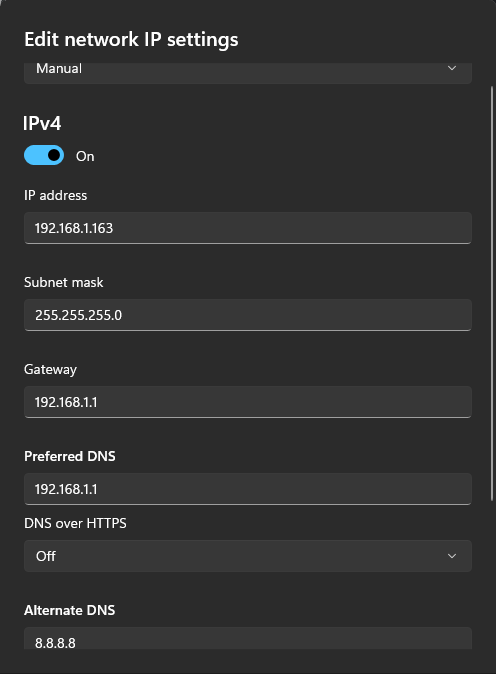 Edit network IP settings
Manual
IPv4
On
IP address
192.168.1.163
Subnet mask
255.255.255.0
Gateway
192.168.1.1
Preferred DNS
192.168.1.1
DNS over HTTPS
Off
Alternate DNS
8.8.8.8